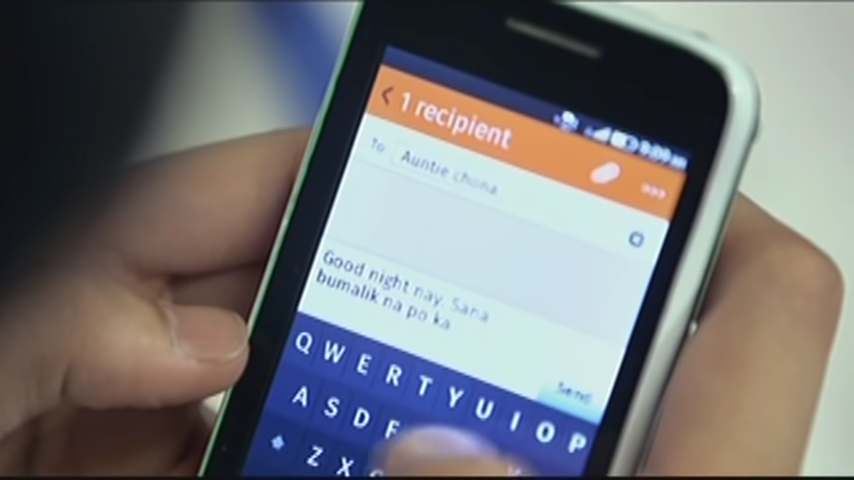 1 recipient
To Auntie chona
Good night nay. Sana
bumalik na po ka
Send
Q W E R T Y U I O P
A S D F
Z X